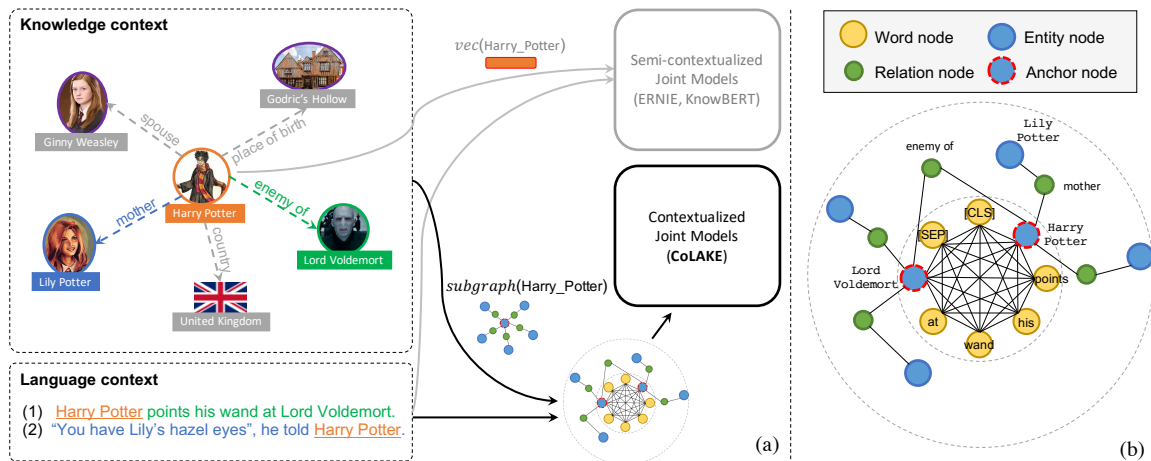 Knowledge context
Ginny Weasley
Godric's Hollow
spouse
place of birth
Harry Potter
mother
enemy of
country
Lily Potter
Lord Voldemort
United Kingdom
Language context
(1) Harry Potter points his wand at Lord Voldemort.
(2) “You have Lily's hazel eyes”, he told Harry Potter.
vec(Harry_Potter)
Semi-contextualized
Joint Models
(ERNIE, KnowBERT)
Contextualized
Joint Models
(CoLAKE)
subgraph(Harry_Potter)
(a)
Word node
Entity node
Relation node
Anchor node
Lily
Potter
enemy of
mother
[CLS]
[SEP]
Harry
Potter
Lord
Voldemort
points
at
his
wand
(b)